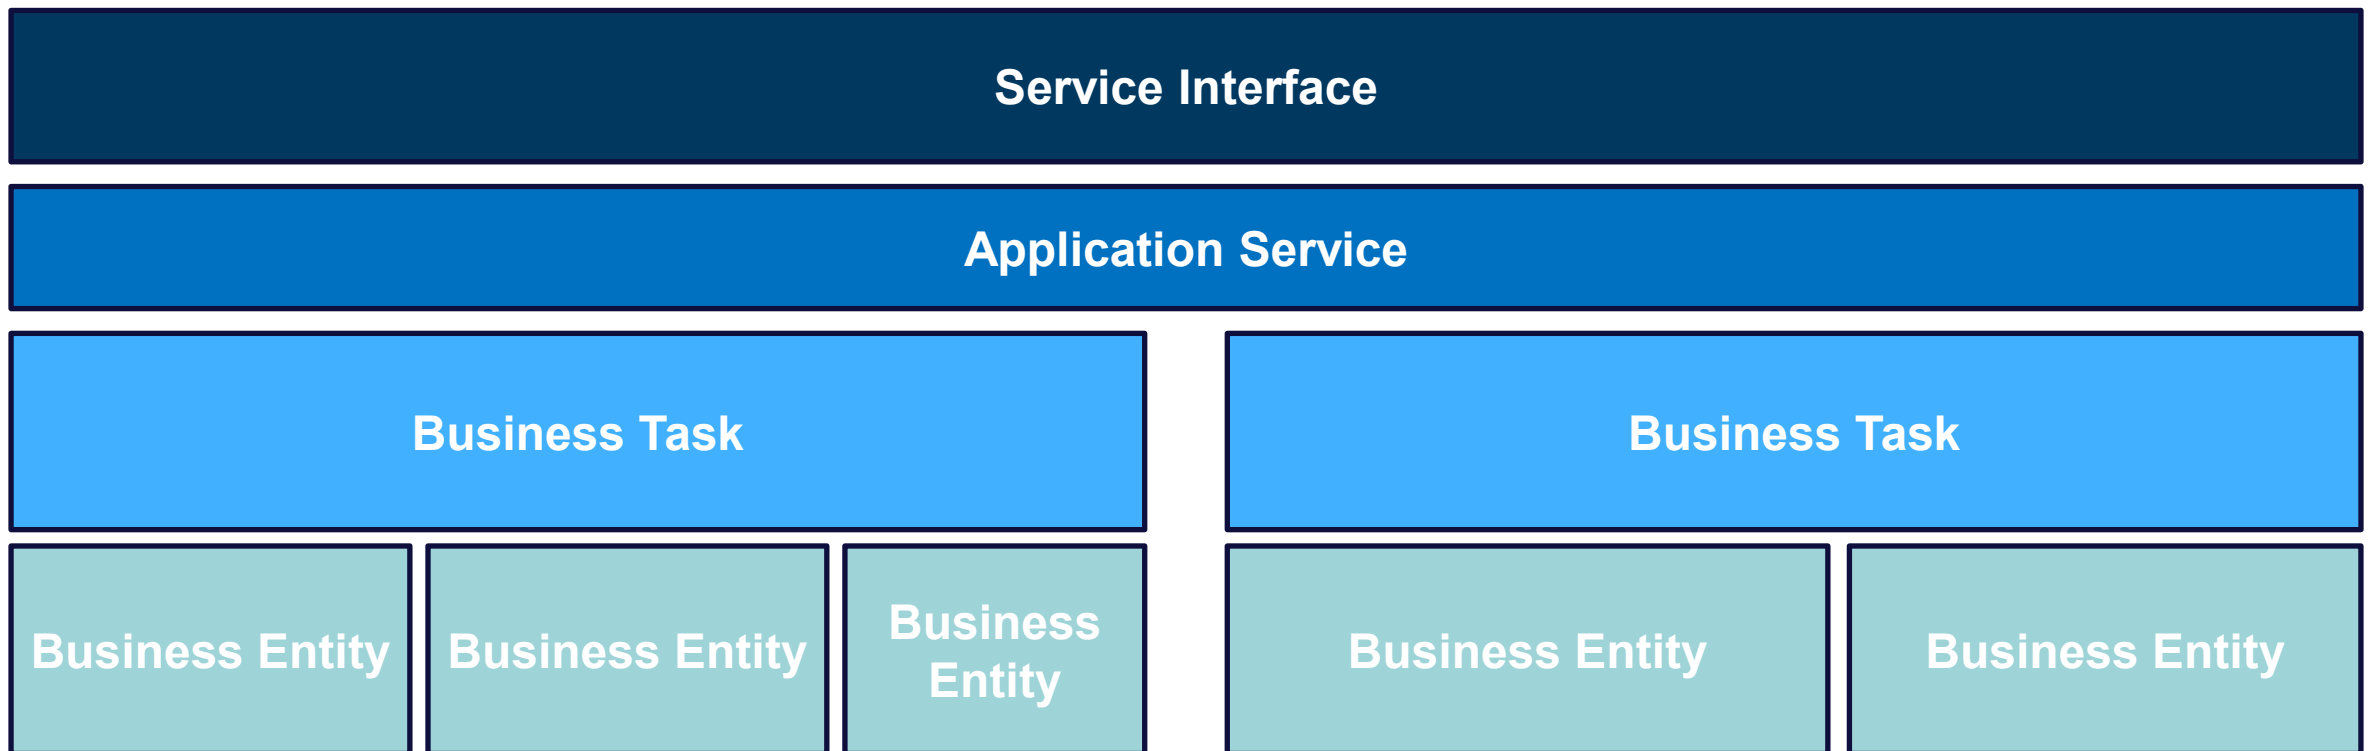 Service Interface
Application Service
Business Task
Business Task
Business Entity
Business Entity
Business
Entity
Business Entity
Business Entity